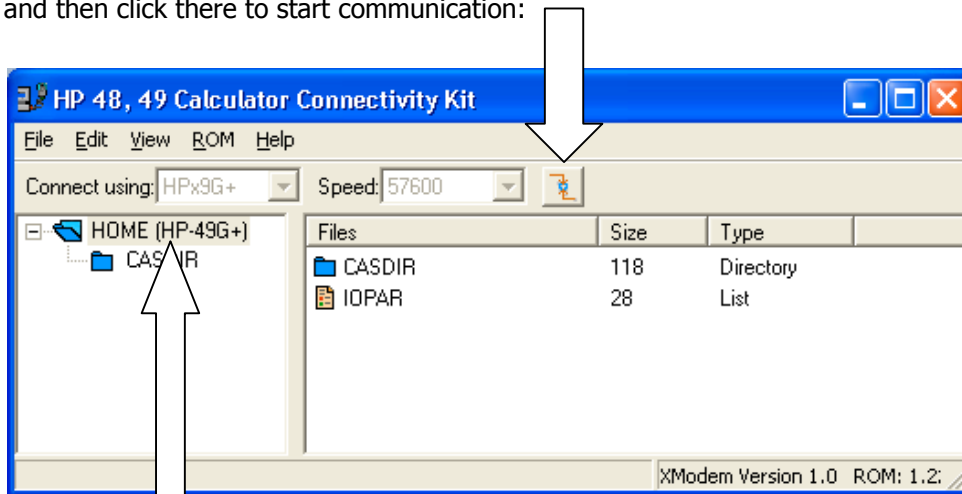 and then click there to start communication:
HP 48, 49 Calculator Connectivity Kit
File Edit View ROM Help
Connect using: HPx9G+ Speed: 57600
HOME (HP-49G+)
Files Size Type
CASDIR
CASDIR 118 Directory
IOPAR 28 List
XModem Version 1.0 ROM: 1.2